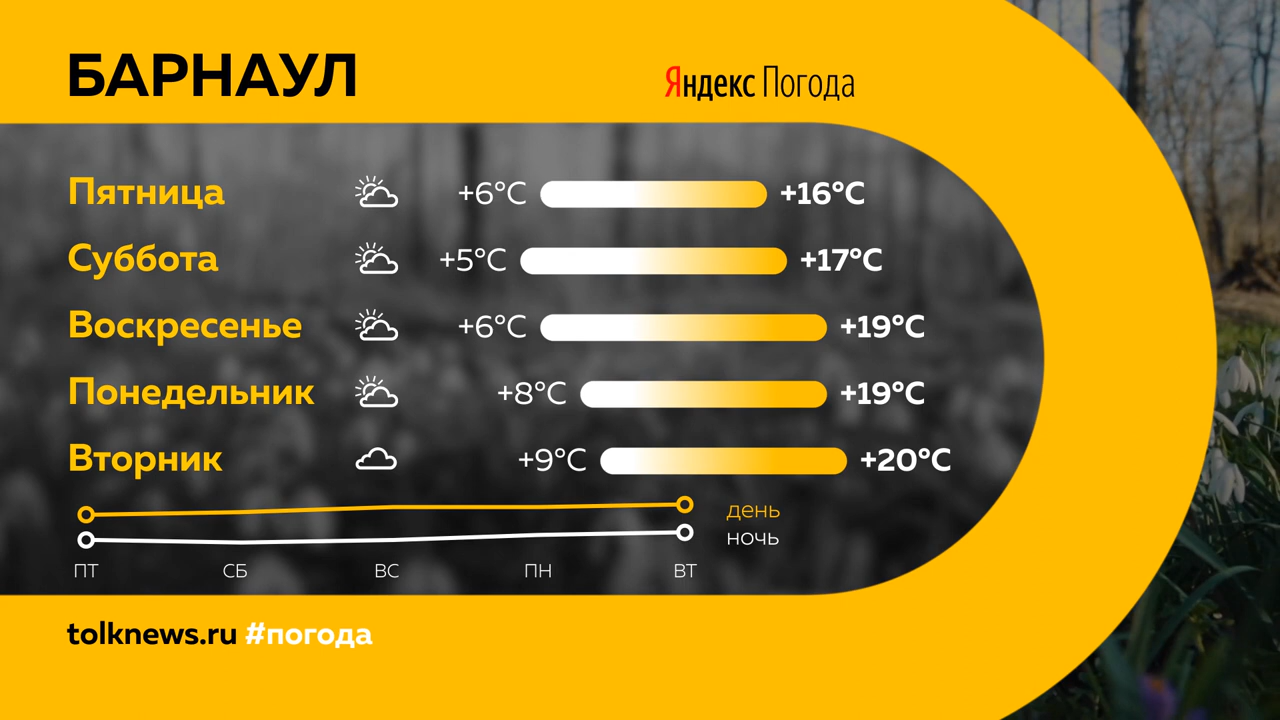 БАРНАУЛ
Яндекс Погода
Пятница +6°C +16°C
Суббота +5°C +17°C
Воскресенье +6°C +19°C
Понедельник +8°C +19°C
Вторник +9°C +20°C
день
ночь
ПТ СБ ВС ПН ВТ
tolknews.ru #погода